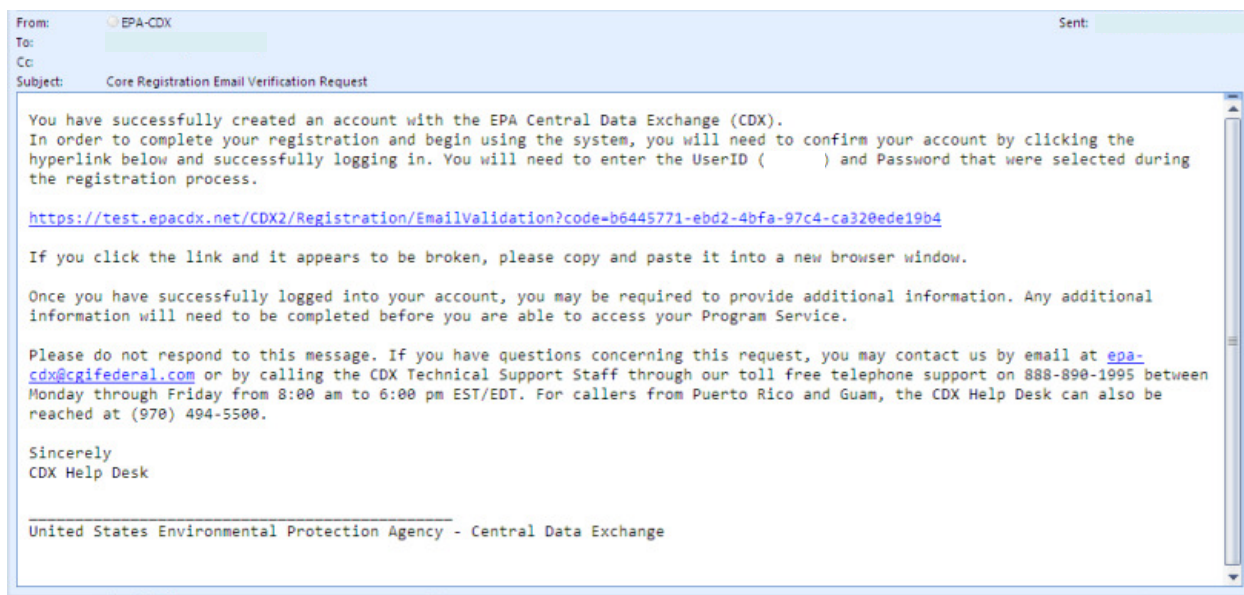 From: EPA-CDX Sent:
To:
Cc:
Subject: Core Registration Email Verification Request
You have successfully created an account with the EPA Central Data Exchange (CDX).
In order to complete your registration and begin using the system, you will need to confirm your account by clicking the
hyperlink below and successfully logging in. You will need to enter the UserID ( ) and Password that were selected during
the registration process.
https://test.epacdx.net/CDX2/Registration/EmailValidation?code=b6445771-ebd2-4bfa-97c4-ca320ede19b4
If you click the link and it appears to be broken, please copy and paste it into a new browser window.
Once you have successfully logged into your account, you may be required to provide additional information. Any additional
information will need to be completed before you are able to access your Program Service.
Please do not respond to this message. If you have questions concerning this request, you may contact us by email at epa-
cdx@cgifederal.com or by calling the CDX Technical Support Staff through our toll free telephone support on 888-890-1995 between
Monday through Friday from 8:00 am to 6:00 pm EST/EDT. For callers from Puerto Rico and Guam, the CDX Help Desk can also be
reached at (970) 494-5500.
Sincerely
CDX Help Desk
United States Environmental Protection Agency - Central Data Exchange